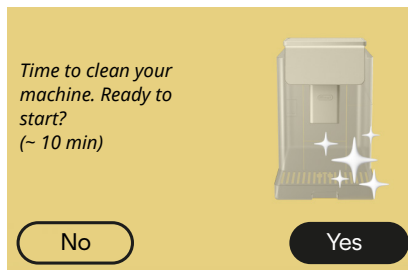 Time to clean your
machine. Ready to
start?
(~ 10 min)
No
Yes